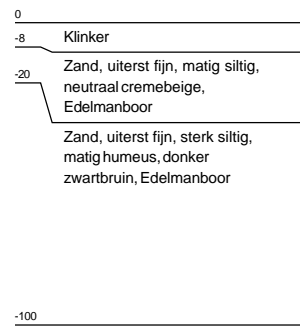 0
-8
Klinker
-20
Zand, uiterst fijn, matig siltig,
neutraal cremebeige,
Edelmanboor
Zand, uiterst fijn, sterk siltig,
matig humeus, donker
zwartbruin, Edelmanboor
-100